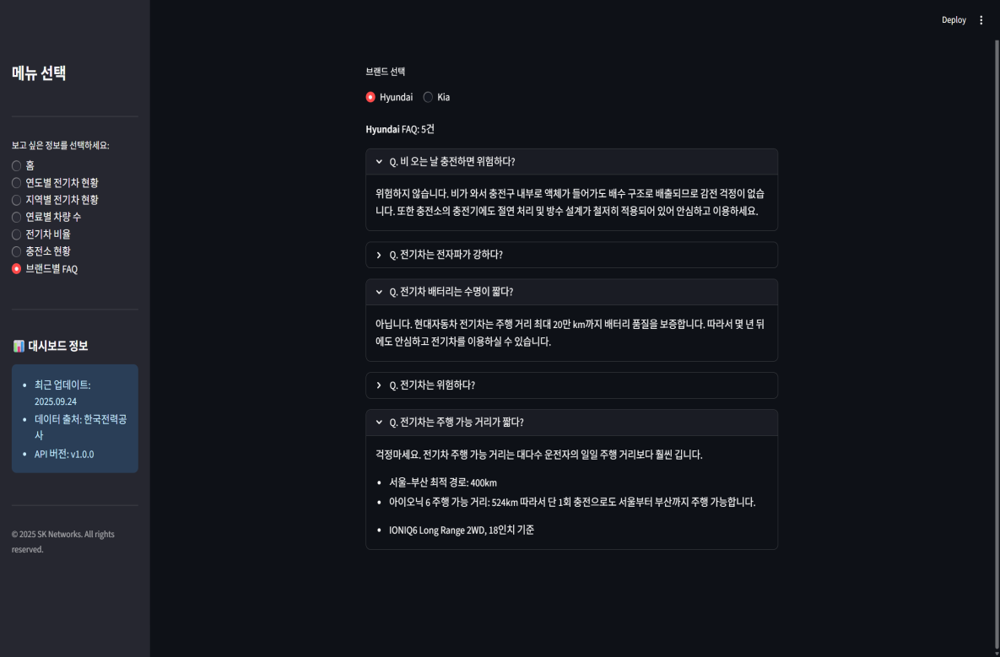 Deploy
메뉴 선택
보고 싶은 정보를 선택하세요:
홈
연도별 전기차 현황
지역별 전기차 현황
연료별 차량 수
전기차 비율
충전소 현황
브랜드별 FAQ
대시보드 정보
최근 업데이트:
2025.09.24
데이터 출처: 한국전력공
사
API 버전: v1.0.0
© 2025 SK Networks. All rights
reserved.
브랜드 선택
Hyundai Kia
Hyundai FAQ: 5건
Q. 비 오는 날 충전하면 위험하다?
위험하지 않습니다. 비가 와서 충전구 내부로 액체가 들어가도 배수 구조로 배출되므로 감전 걱정이 없습
니다. 또한 충전소의 충전기에도 절연 처리 및 방수 설계가 철저히 적용되어 있어 안심하고 이용하세요.
Q. 전기차는 전자파가 강하다?
Q. 전기차 배터리는 수명이 짧다?
아닙니다. 현대자동차 전기차는 주행 거리 최대 20만 km까지 배터리 품질을 보증합니다. 따라서 몇 년 뒤
에도 안심하고 전기차를 이용하실 수 있습니다.
Q. 전기차는 위험하다?
Q. 전기차는 주행 가능 거리가 짧다?
걱정마세요. 전기차 주행 가능 거리는 대다수 운전자의 일일 주행 거리보다 훨씬 깁니다.
• 서울–부산 최적 경로: 400km
• 아이오닉 6 주행 가능 거리: 524km 따라서 단 1회 충전으로도 서울부터 부산까지 주행 가능합니다.
• IONIQ6 Long Range 2WD, 18인치 기준